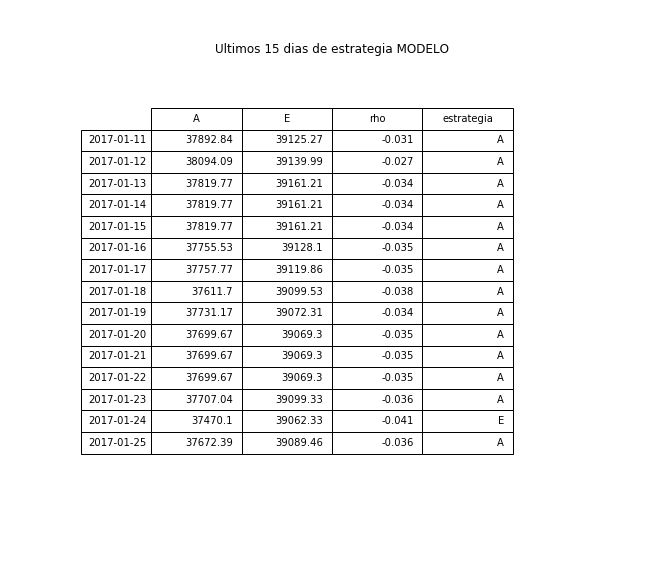 Ultimos 15 dias de estrategia MODELO
A E rho estrategia
2017-01-11 37892.84 39125.27 -0.031 A
2017-01-12 38094.09 39139.99 -0.027 A
2017-01-13 37819.77 39161.21 -0.034 A
2017-01-14 37819.77 39161.21 -0.034 A
2017-01-15 37819.77 39161.21 -0.034 A
2017-01-16 37755.53 39128.1 -0.035 A
2017-01-17 37757.77 39119.86 -0.035 A
2017-01-18 37611.7 39099.53 -0.038 A
2017-01-19 37731.17 39072.31 -0.034 A
2017-01-20 37699.67 39069.3 -0.035 A
2017-01-21 37699.67 39069.3 -0.035 A
2017-01-22 37699.67 39069.3 -0.035 A
2017-01-23 37707.04 39099.33 -0.036 A
2017-01-24 37470.1 39062.33 -0.041 E
2017-01-25 37672.39 39089.46 -0.036 A